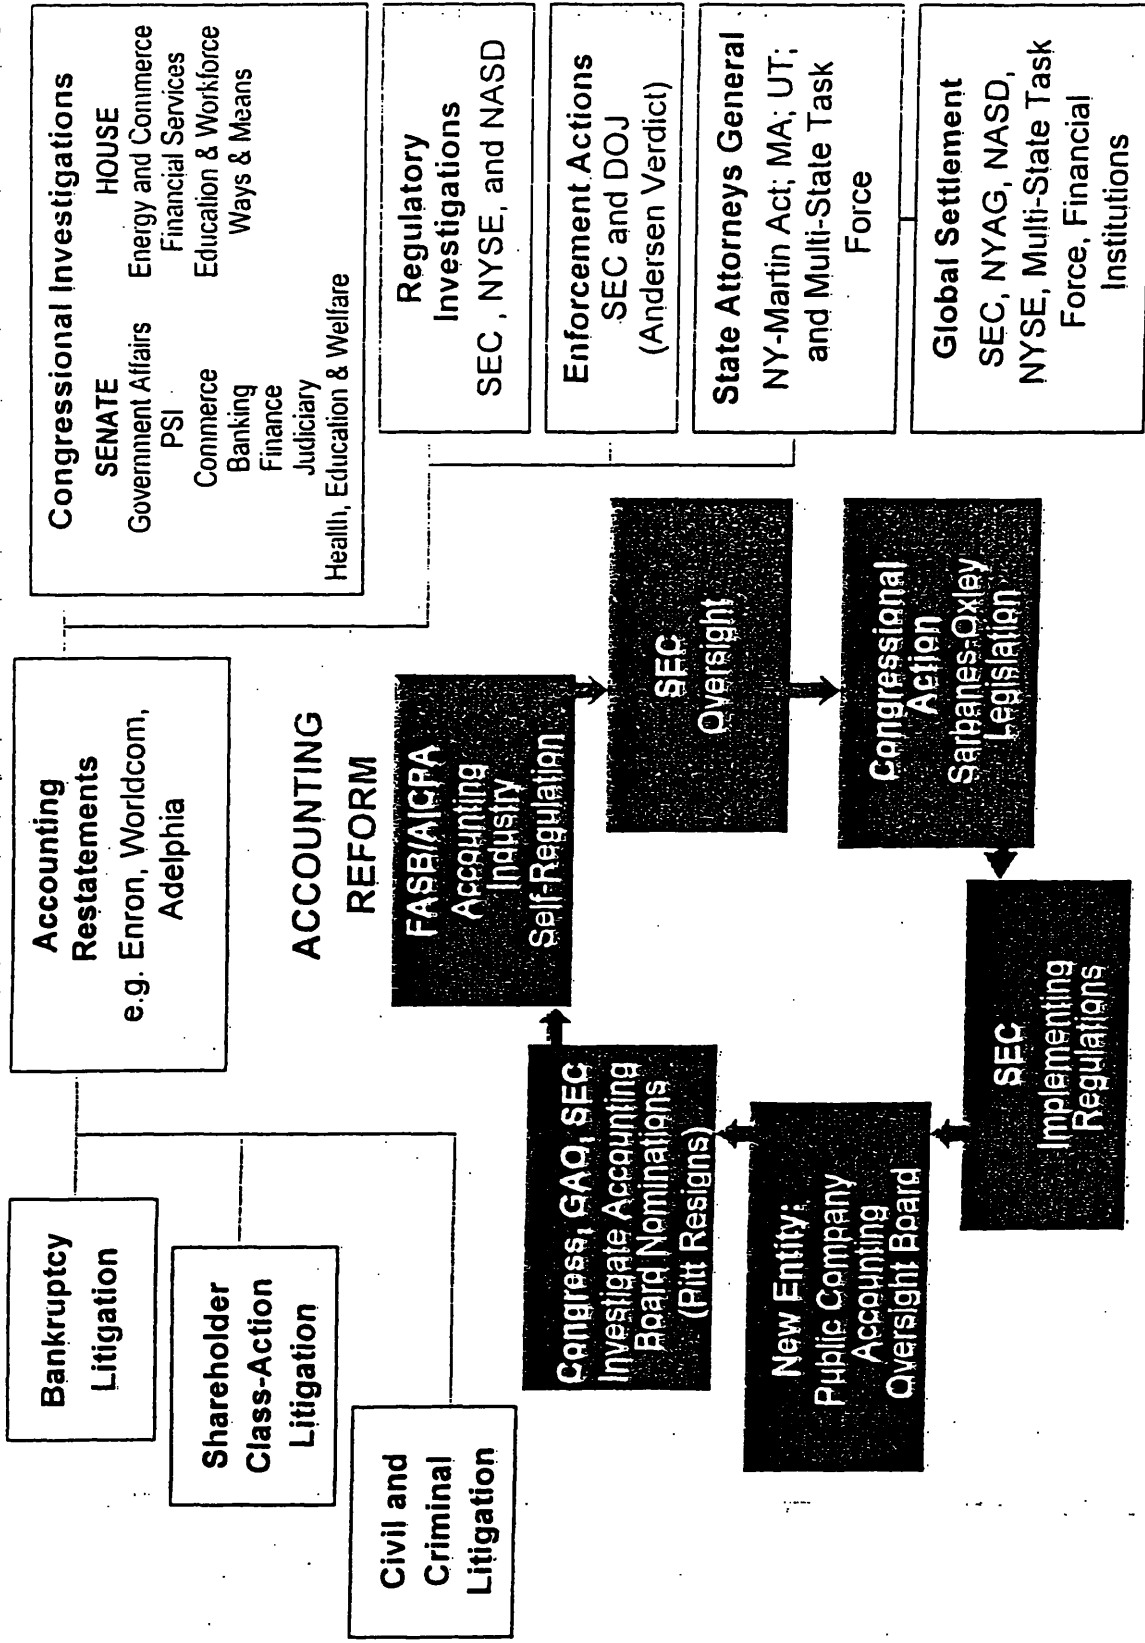 Bankruptcy
Litigation
Shareholder
Class-Action
Litigation
Civil and
Criminal
Litigation
Accounting
Restatements
e.g. Enron, Worldcom,
Adelphia
Congressional Investigations
SENATE
Government Affairs
PSI
Commerce
Banking
Finance
Judiciary
Health, Education & Welfare
HOUSE
Energy and Commerce
Financial Services
Education & Workforce
Ways & Means
Regulatory
Investigations
SEC , NYSE, and NASD
Enforcement Actions
SEC and DOJ
(Andersen Verdict)
State Attorneys General
NY-Martin Act; MA; UT;
and Multi-State Task
Force
Global Settlement
SEC, NYAG, NASD,
NYSE, Multi-State Task
Force, Financial
Institutions
ACCOUNTING
REFORM
FASB/AICPA
Accounting
Industry
Self-Regulation
SEC
Oversight
Congressional
Action
Sarbanes-Oxley
Legislation
SEC
Implementing
Regulations
New Entity:
Public Company
Accounting
Oversight Board
Congress, GAO, SEC
Investigate Accounting
Board Nominations
(Pitt Resigns)